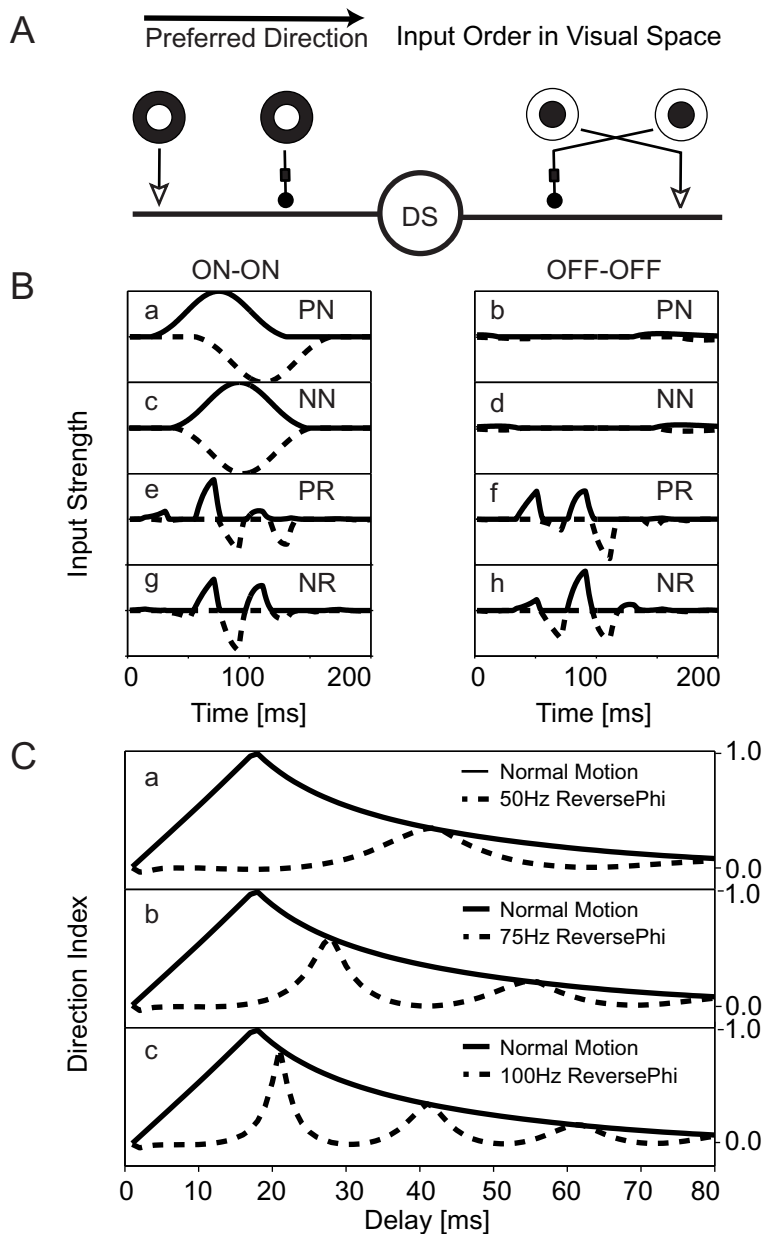 A
Preferred Direction
Input Order in Visual Space
DS
B
ON-ON
OFF-OFF
Input Strength
a PN
b PN
c NN
d NN
e PR
f PR
g NR
h NR
0 100 200
0 100 200
Time [ms]
Time [ms]
C
Direction Index
a
Normal Motion
50Hz ReversePhi
1.0
0.0
b
Normal Motion
75Hz ReversePhi
1.0
0.0
c
Normal Motion
100Hz ReversePhi
1.0
0.0
0 10 20 30 40 50 60 70 80
Delay [ms]